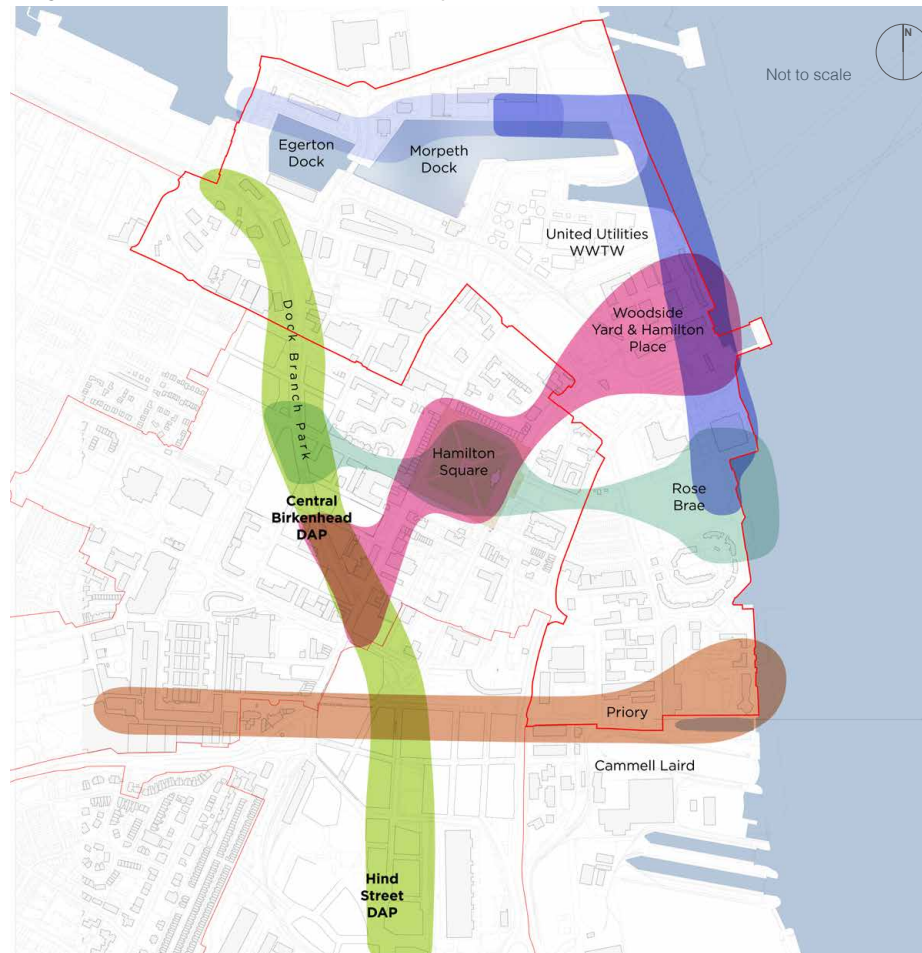 N
Not to scale
Egerton
Dock
Morpeth
Dock
United Utilities
WWTW
Woodside
Yard & Hamilton
Place
Dock Branch Park
Hamilton
Square
Rose
Brae
Central
Birkenhead
DAP
Priory
Cammell Laird
Hind
Street
DAP